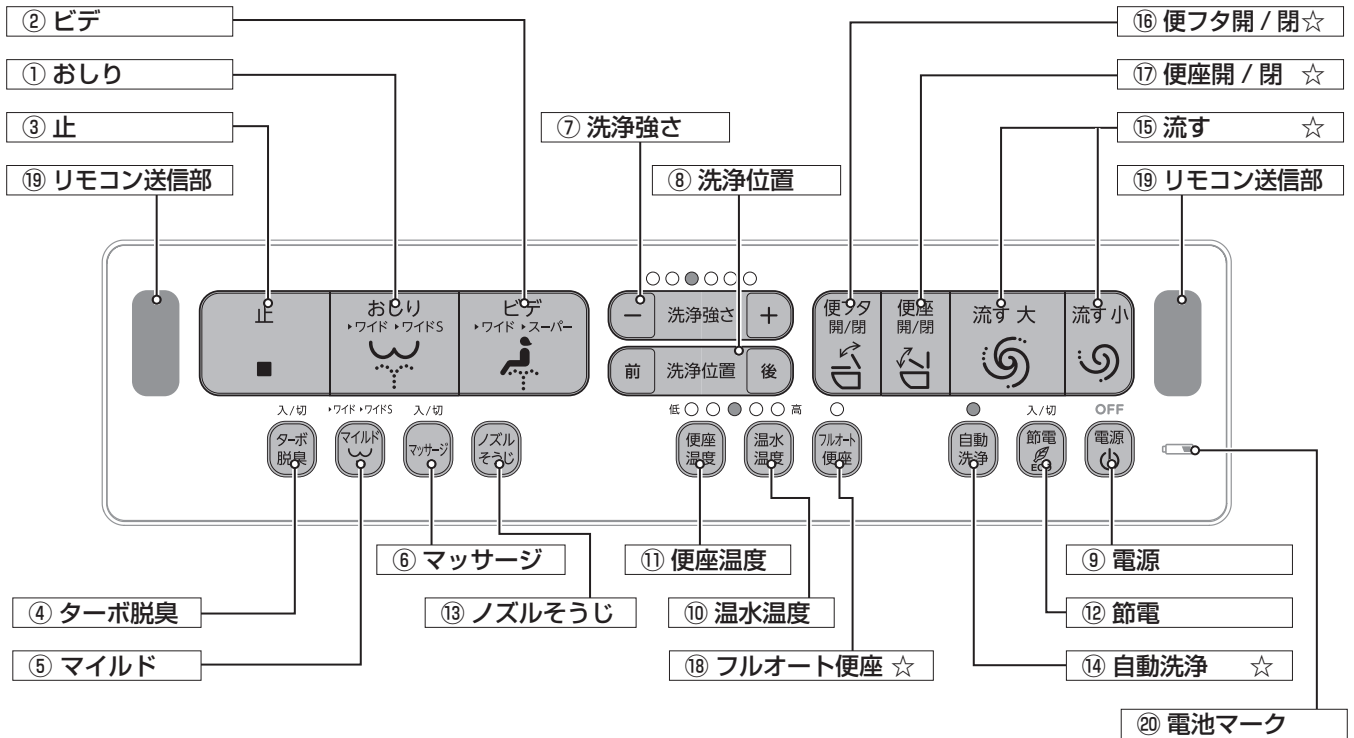 ② ビデ
① おしり
③ 止
⑲ リモコン送信部
⑦ 洗浄強さ
⑧ 洗浄位置
⑯ 便フタ開 / 閉☆
⑰ 便座開 / 閉 ☆
⑮ 流す ☆
⑲ リモコン送信部
止
おしり
▸ワイド ▸ワイドS
ビデ
▸ワイド ▸スーパー
− 洗浄強さ +
前 洗浄位置 後
便フタ
開/閉
便座
開/閉
流す 大
流す 小
入/切
ターボ
脱臭
▸ワイド ▸ワイドS
マイルド
入/切
マッサージ
ノズル
そうじ
低 高
便座
温度
温水
温度
フルオート
便座
自動
洗浄
入/切
節電
ECO
OFF
電源
④ ターボ脱臭
⑤ マイルド
⑥ マッサージ
⑬ ノズルそうじ
⑪ 便座温度
⑩ 温水温度
⑱ フルオート便座 ☆
⑨ 電源
⑫ 節電
⑭ 自動洗浄 ☆
⑳ 電池マーク